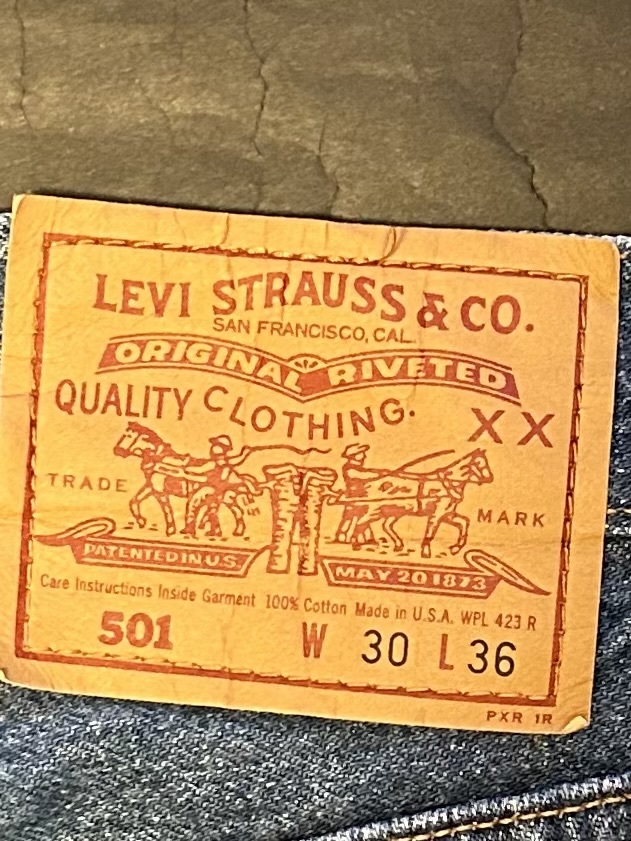 LEVI STRAUSS & CO.
SAN FRANCISCO, CAL.
ORIGINAL RIVETED
QUALITY CLOTHING.
XX
TRADE MARK
PATENTED IN U.S. MAY 20 1873
Care Instructions Inside Garment 100% Cotton Made in U.S.A. WPL 423 R
501 W 30 L 36
PXR 1R